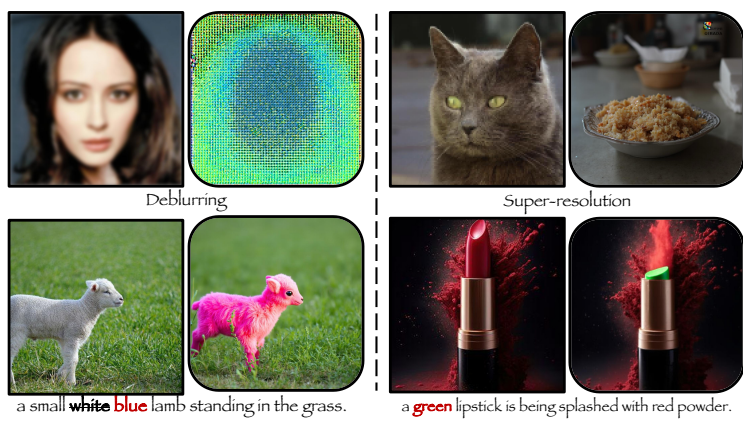 Deblurring
Super-resolution
a small white blue lamb standing in the grass.
a green lipstick is being splashed with red powder.